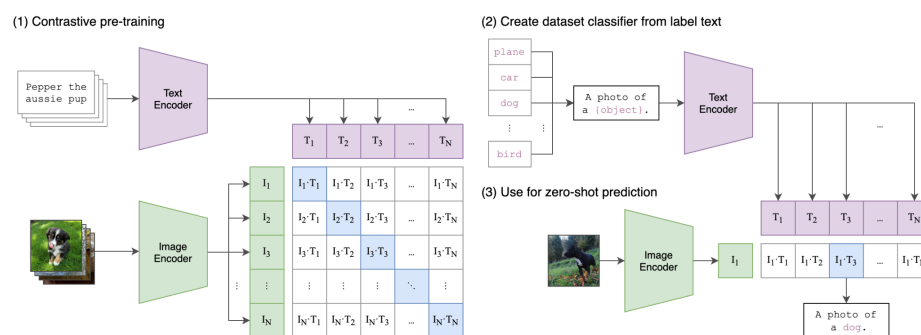 (1) Contrastive pre-training
Pepper the
aussie pup
Text
Encoder
...
T1 T2 T3 ... TN
I1 I1·T1 I1·T2 I1·T3 ... I1·TN
I2 I2·T1 I2·T2 I2·T3 ... I2·TN
I3 I3·T1 I3·T2 I3·T3 ... I3·TN
Image
Encoder
⋮ ⋮ ⋮ ⋮ ⋮ ⋱ ⋮
IN IN·T1 IN·T2 IN·T3 ... IN·TN
(2) Create dataset classifier from label text
plane
car
dog
⋮ ⋮
bird
A photo of
a {object}.
Text
Encoder
...
(3) Use for zero-shot prediction
T1 T2 T3 ... TN
Image
Encoder
I1 I1·T1 I1·T2 I1·T3 ...
A photo of
a dog.